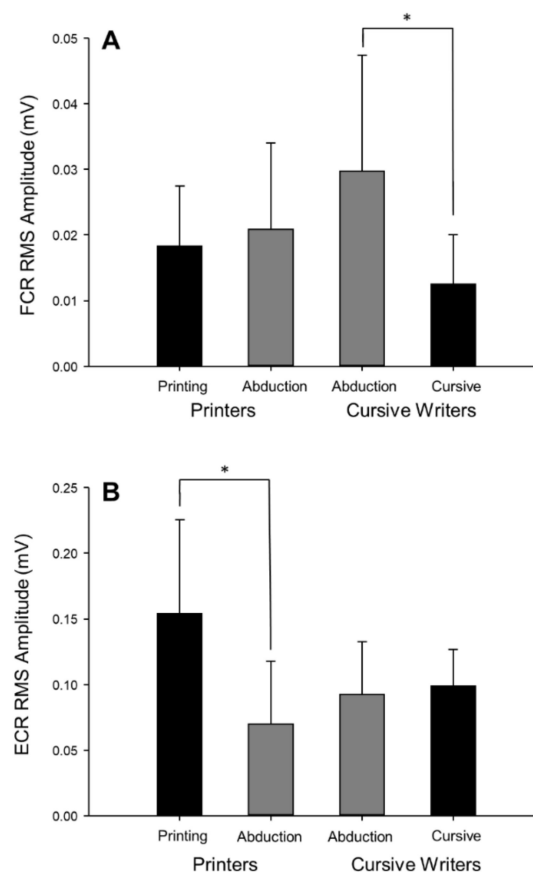 A
*
FCR RMS Amplitude (mV)
0.05
0.04
0.03
0.02
0.01
0.00
Printing Abduction Abduction Cursive
Printers Cursive Writers
B
*
ECR RMS Amplitude (mV)
0.25
0.20
0.15
0.10
0.05
0.00
Printing Abduction Abduction Cursive
Printers Cursive Writers